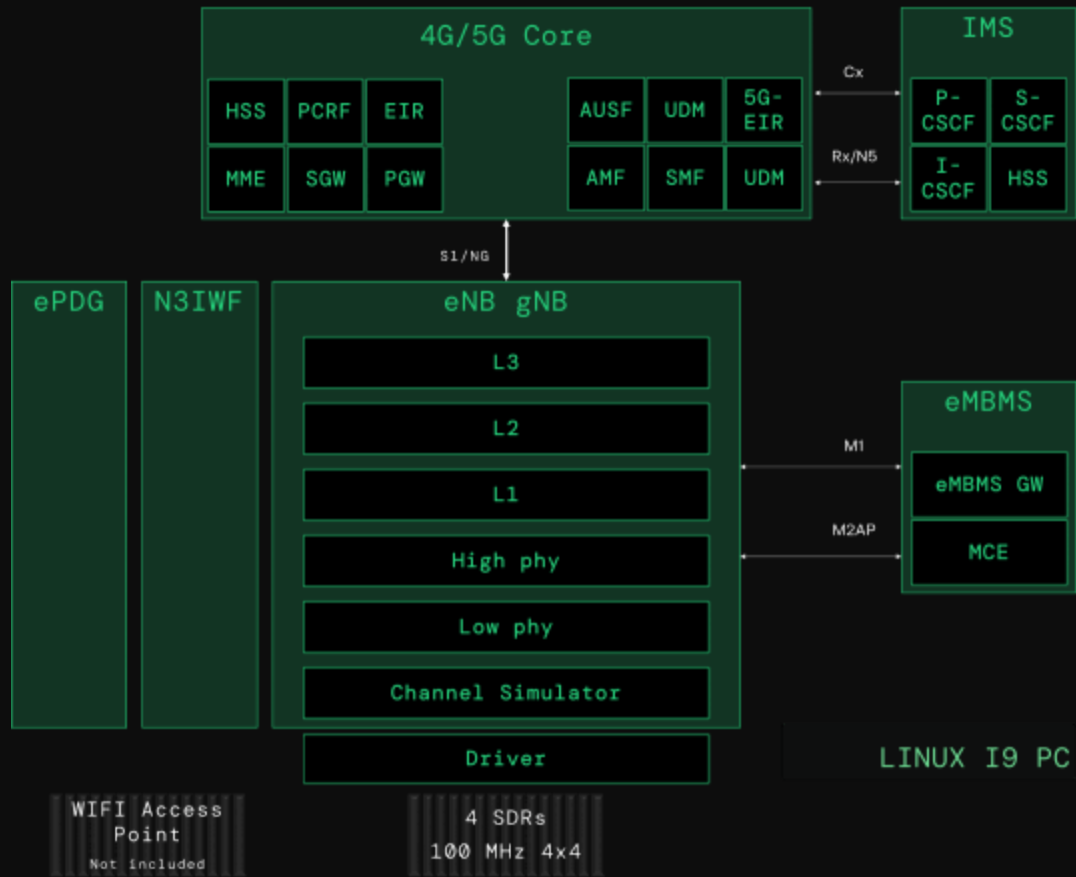 4G/5G Core
HSS PCRF EIR
MME SGW PGW
AUSF UDM 5G-
EIR
AMF SMF UDM
Cx
Rx/N5
IMS
P-
CSCF
S-
CSCF
I-
CSCF
HSS
S1/NG
ePDG
N3IWF
eNB gNB
L3
L2
L1
High phy
Low phy
Channel Simulator
Driver
M1
M2AP
eMBMS
eMBMS GW
MCE
LINUX I9 PC
WIFI Access
Point
Not included
4 SDRs
100 MHz 4x4